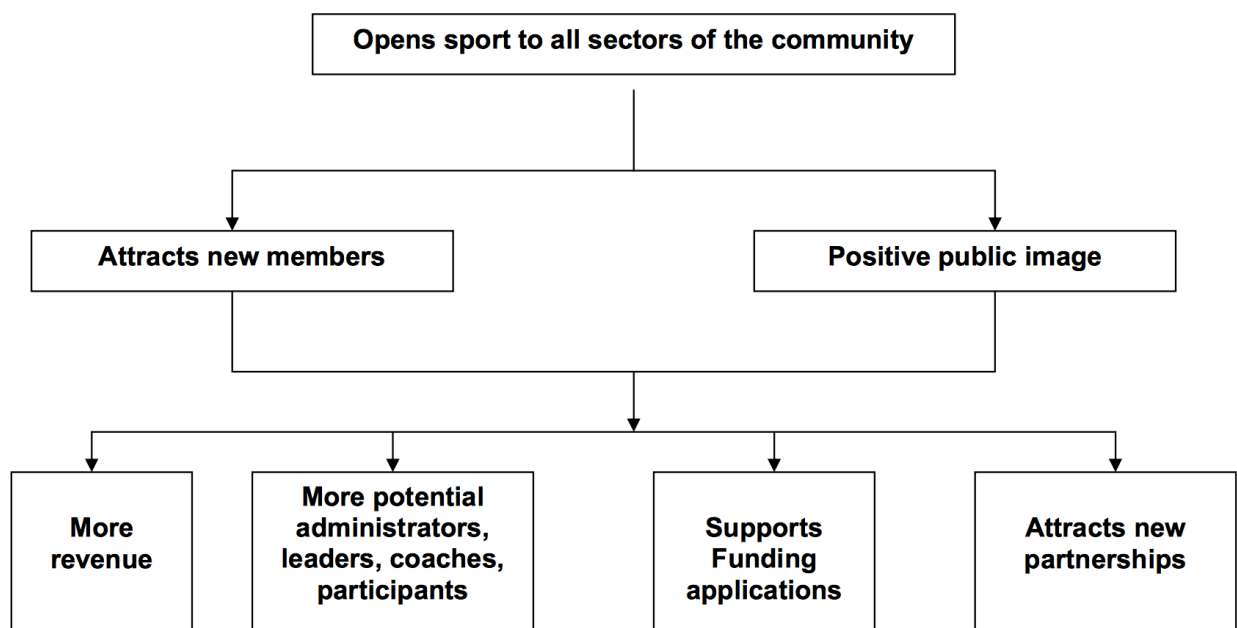 Opens sport to all sectors of the community
Attracts new members
Positive public image
More
revenue
More potential
administrators,
leaders, coaches,
participants
Supports
Funding
applications
Attracts new
partnerships